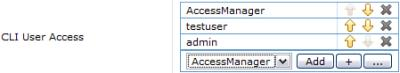 AccessManager
testuser
CLI User Access
admin
AccessManager Add + ...